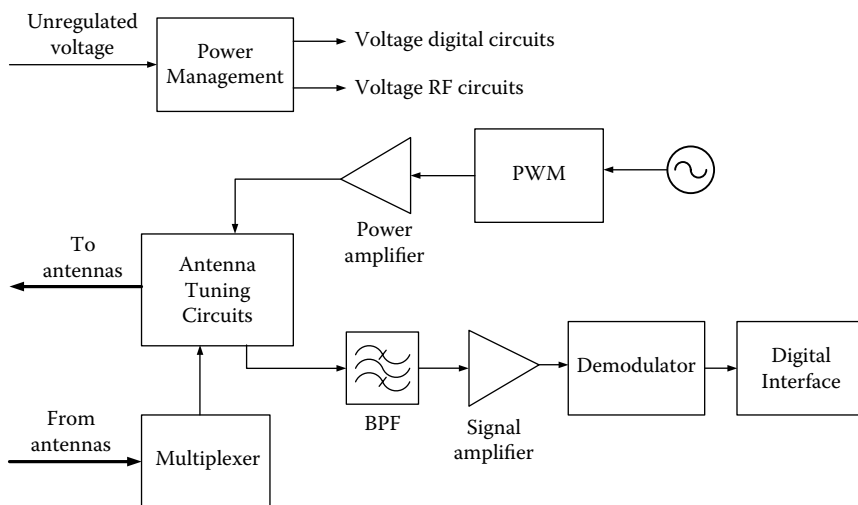 Unregulated
voltage
Power
Management
Voltage digital circuits
Voltage RF circuits
PWM
Power
amplifier
To
antennas
Antenna
Tuning
Circuits
BPF
Signal
amplifier
Demodulator
Digital
Interface
From
antennas
Multiplexer